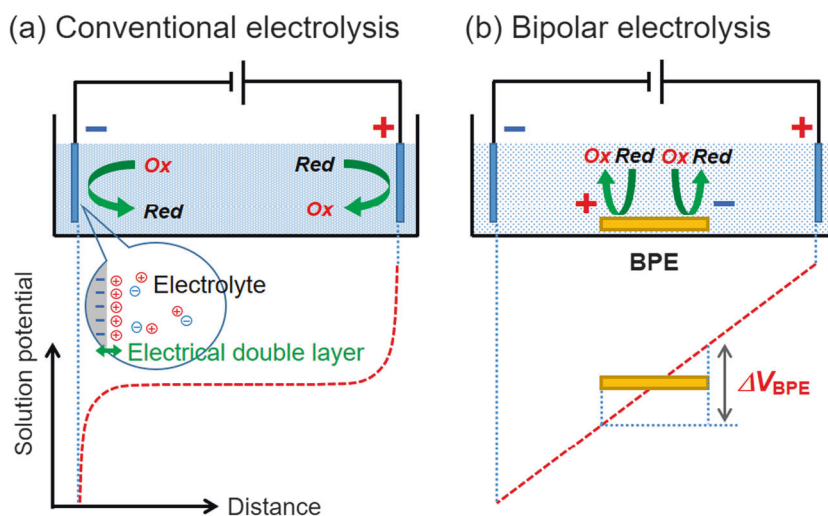 (a) Conventional electrolysis
− +
Ox
Red
Red
Ox
Electrolyte
Electrical double layer
Solution potential
Distance
(b) Bipolar electrolysis
− +
Ox Red Ox Red
+ −
BPE
ΔVBPE